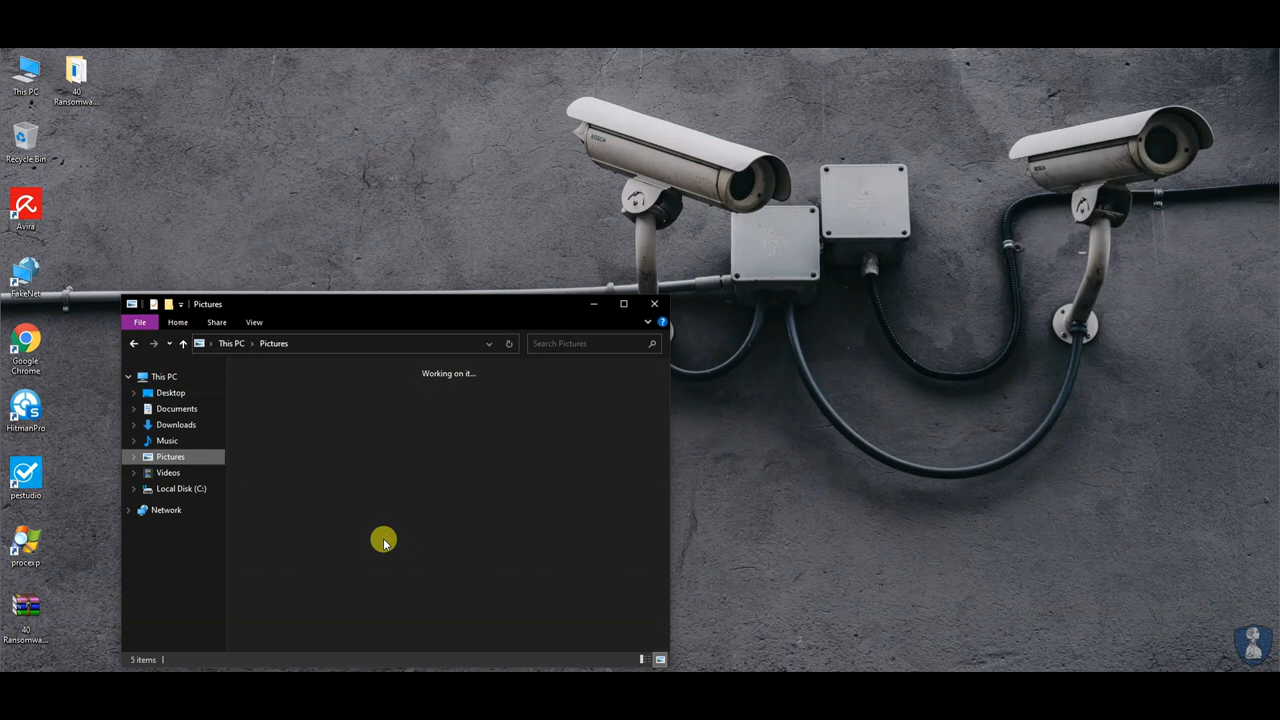 This PC
40
Ransomwa...
Recycle Bin
Avira
FakeNet
Google
Chrome
HitmanPro
pestudio
procexp
40
Ransomwa...
BOSCH
Pictures
File
Home
Share
View
This PC
Pictures
Search Pictures
This PC
Desktop
Documents
Downloads
Music
Pictures
Videos
Local Disk (C:)
Network
Working on it...
5 items